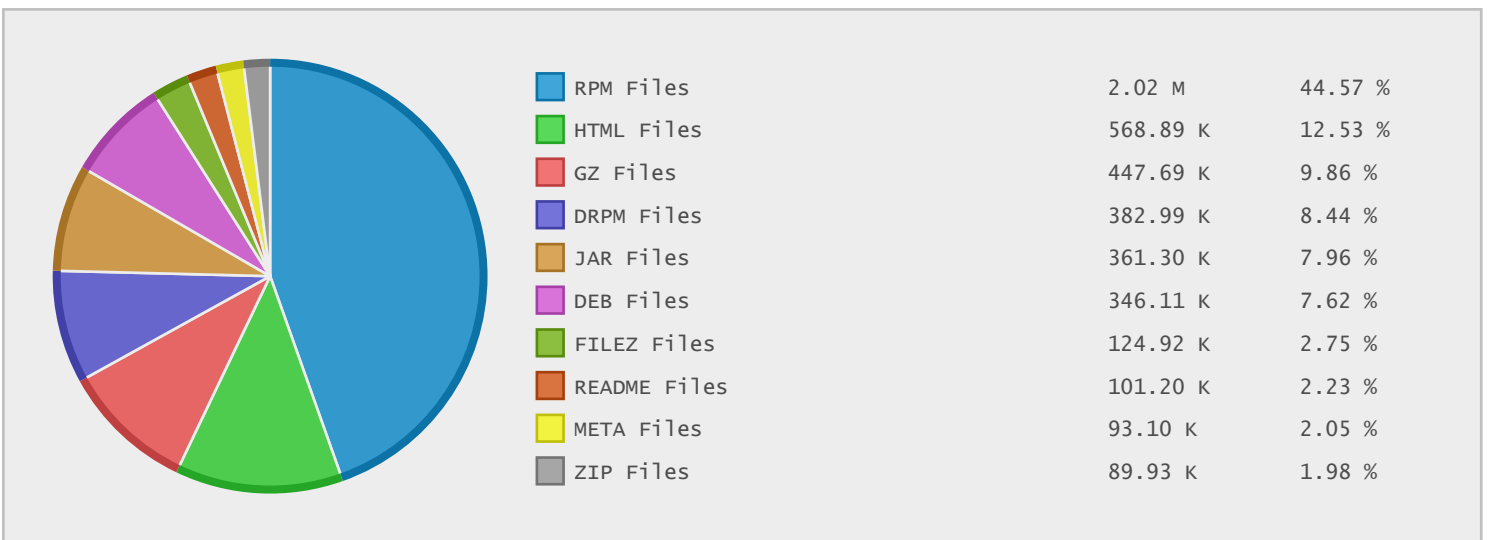 RPM Files 2.02 M 44.57 %
HTML Files 568.89 K 12.53 %
GZ Files 447.69 K 9.86 %
DRPM Files 382.99 K 8.44 %
JAR Files 361.30 K 7.96 %
DEB Files 346.11 K 7.62 %
FILEZ Files 124.92 K 2.75 %
README Files 101.20 K 2.23 %
META Files 93.10 K 2.05 %
ZIP Files 89.93 K 1.98 %